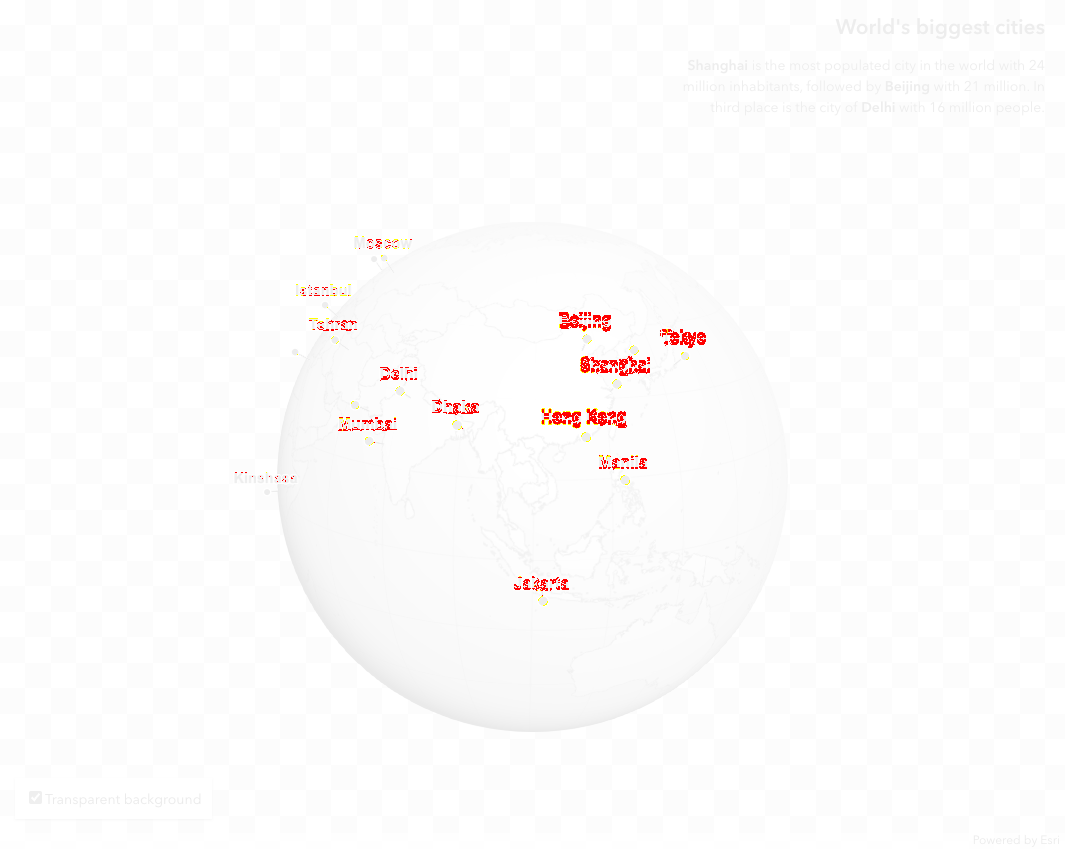 World's biggest cities
Shanghai is the most populated city in the world with 24
million inhabitants, followed by Beijing with 21 million. In
third place is the city of Delhi with 16 million people.
Moscow
Istanbul
Beijing
Tehran
Tokyo
Shanghai
Delhi
Dhaka
Hong Kong
Mumbai
Manila
Kinshasa
Jakarta
Transparent background
Powered by Esri